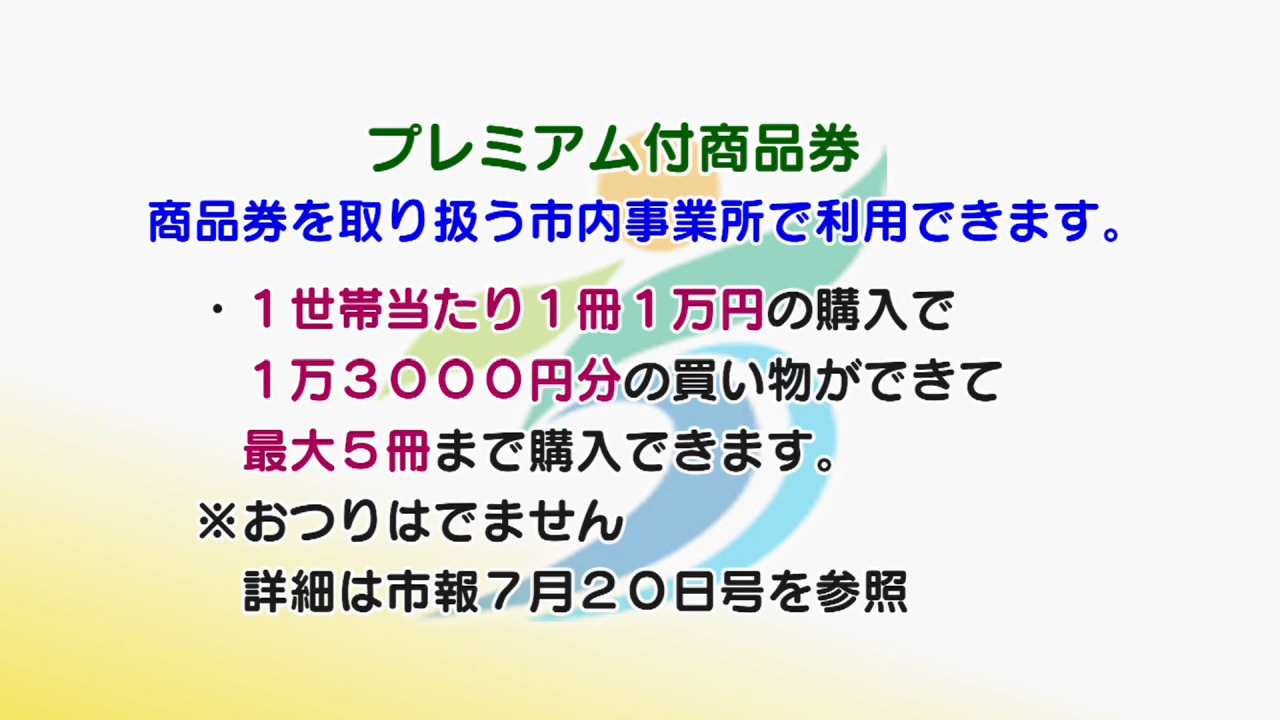 プレミアム付商品券
商品券を取り扱う市内事業所で利用できます。
・１世帯当たり１冊１万円の購入で
１万３０００円分の買い物ができて
最大５冊まで購入できます。
※おつりはでません
詳細は市報７月２０日号を参照